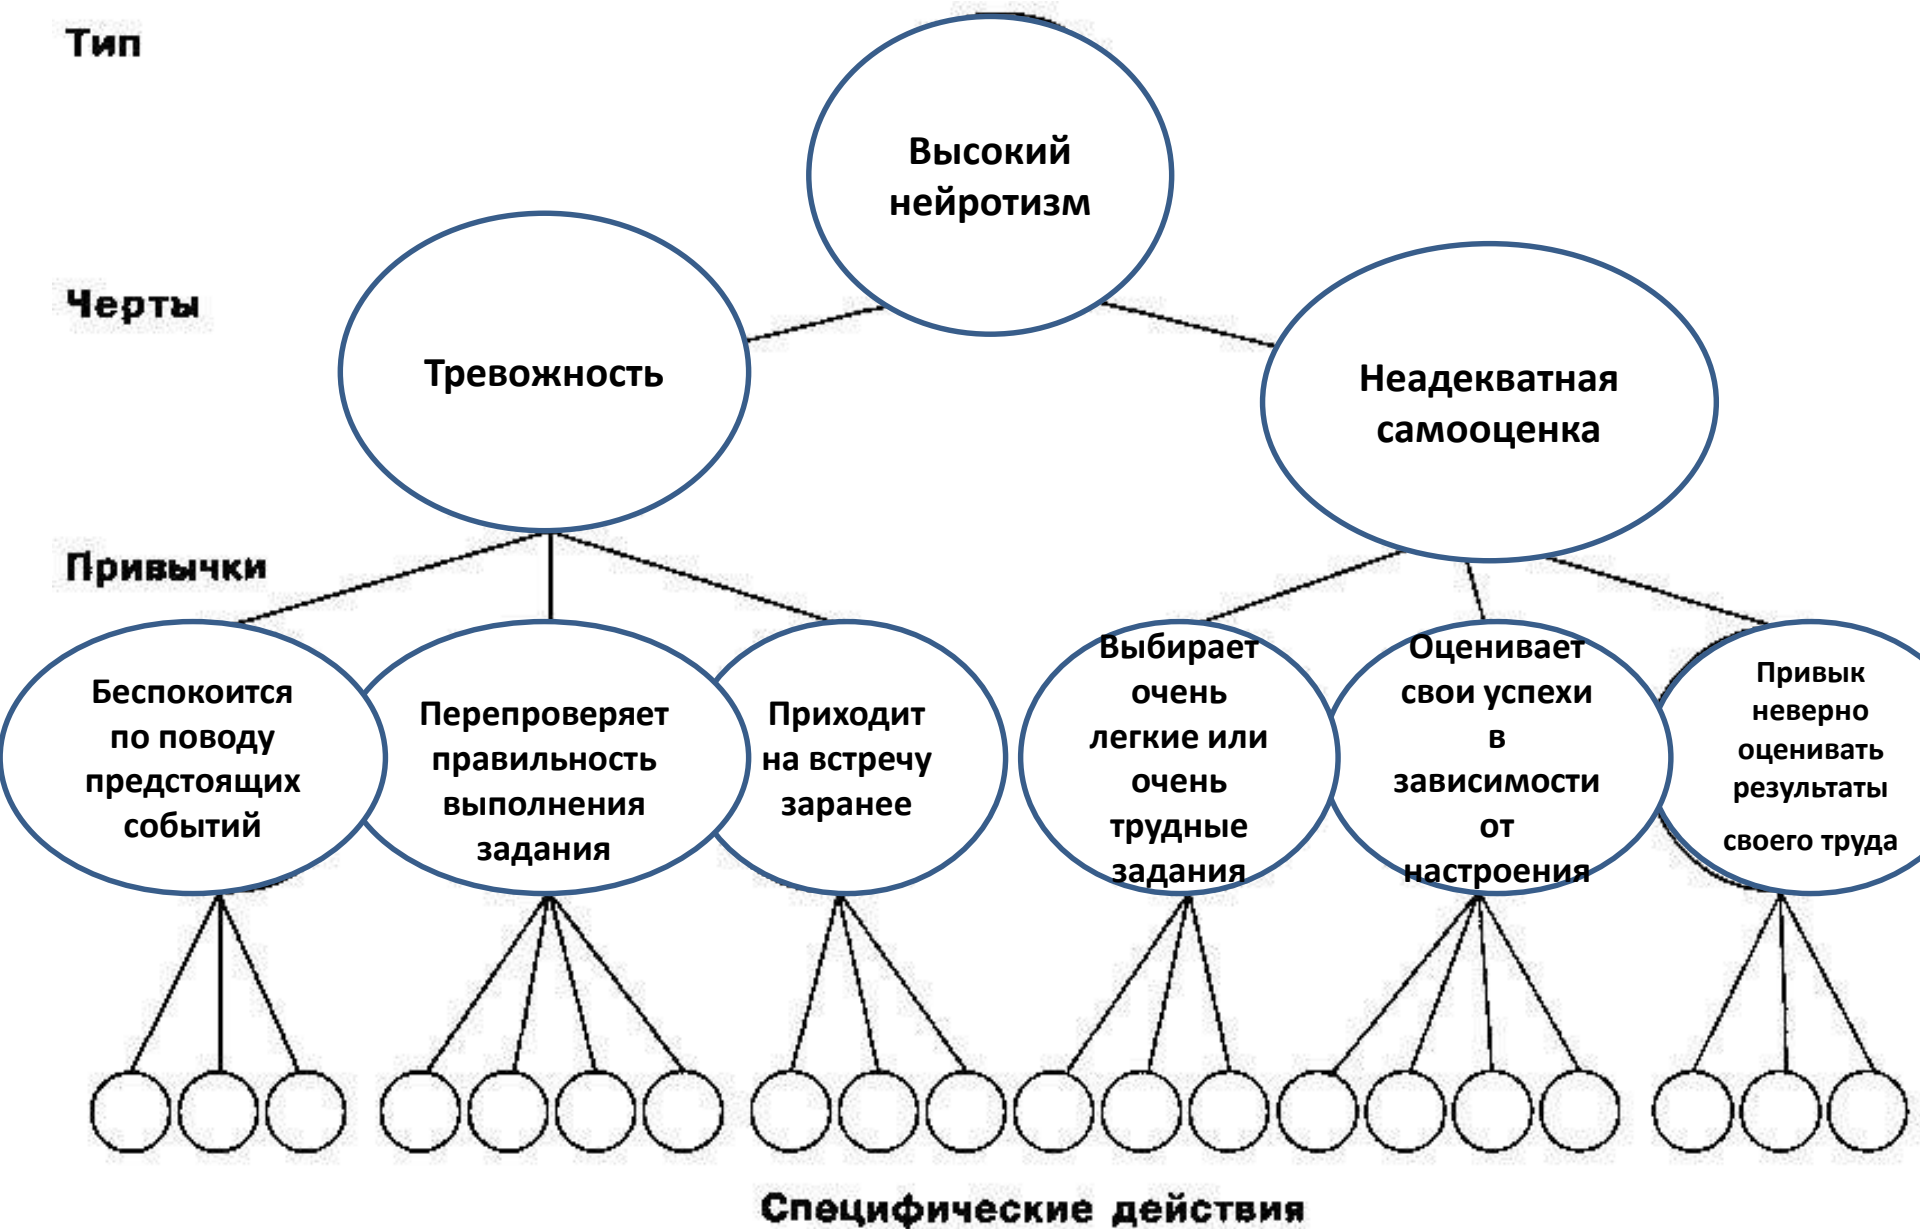 Тип
Высокий
нейротизм
Черты
Тревожность
Неадекватная
самооценка
Привычки
Беспокоится
по поводу
предстоящих
событий
Перепроверяет
правильность
выполнения
задания
Приходит
на встречу
заранее
Выбирает
очень
легкие или
очень
трудные
задания
Оценивает
свои успехи
в
зависимости
от
настроения
Привык
неверно
оценивать
результаты
своего труда
Специфические действия